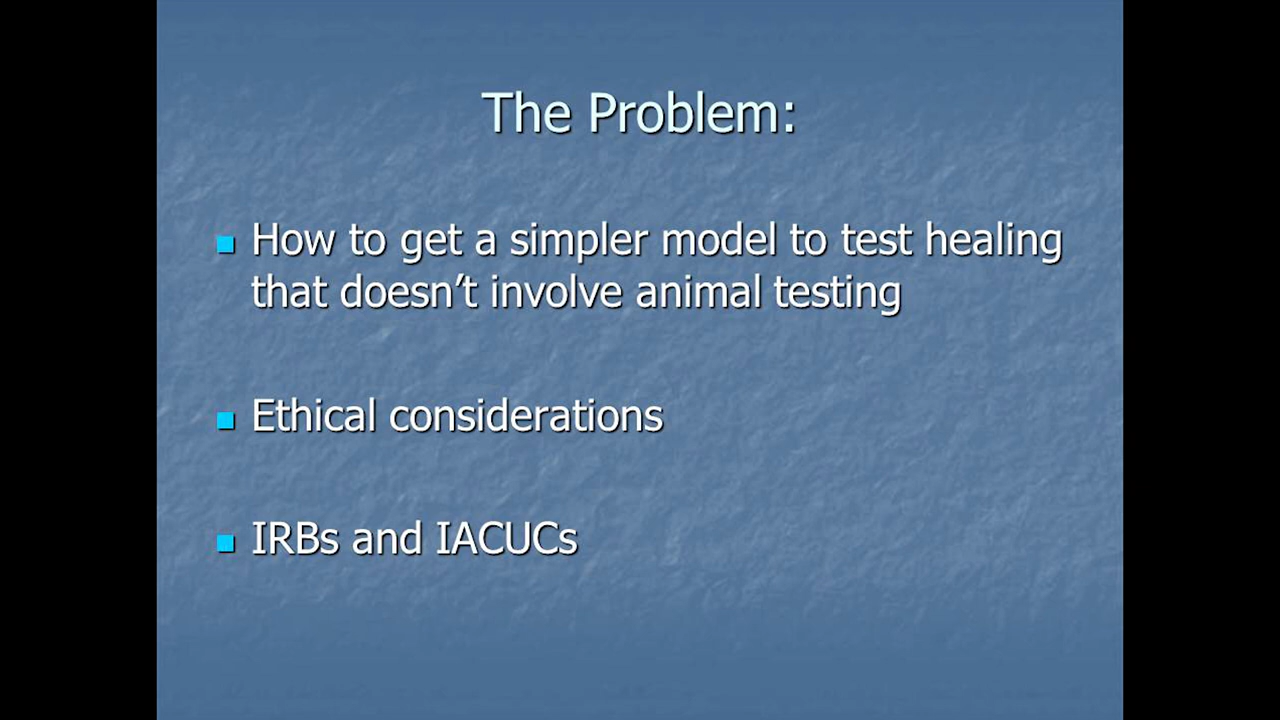 The Problem:
How to get a simpler model to test healing
that doesn’t involve animal testing
Ethical considerations
IRBs and IACUCs